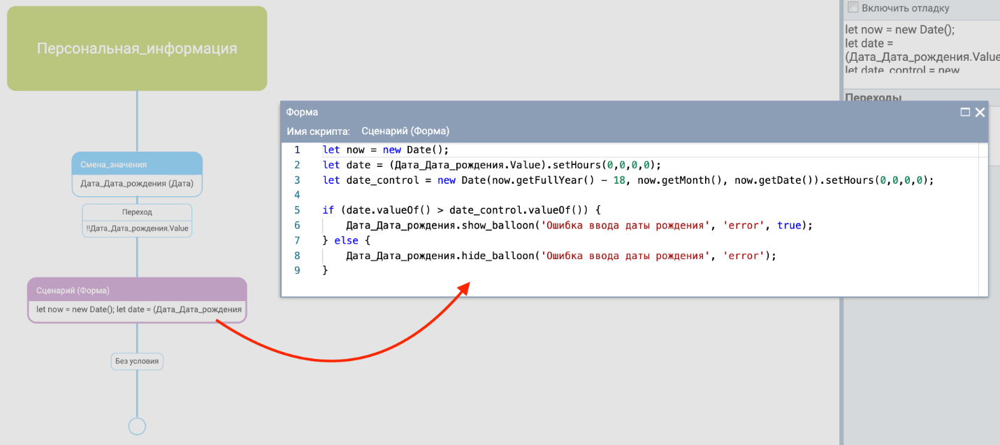 Персональная_информация
Смена_значения
Дата_Дата_рождения (Дата)
Переход
!!Дата_Дата_рождения.Value
Сценарий (Форма)
let now = new Date(); let date = (Дата_Дата_рождения
Без условия
Включить отладку
let now = new Date();
let date =
(Дата_Дата_рождения.Value
let date_control = new
Переходы
Форма
Имя скрипта: Сценарий (Форма)
1 let now = new Date();
2 let date = (Дата_Дата_рождения.Value).setHours(0,0,0,0);
3 let date_control = new Date(now.getFullYear() - 18, now.getMonth(), now.getDate()).setHours(0,0,0,0);
4
5 if (date.valueOf() > date_control.valueOf()) {
6 Дата_Дата_рождения.show_balloon('Ошибка ввода даты рождения', 'error', true);
7 } else {
8 Дата_Дата_рождения.hide_balloon('Ошибка ввода даты рождения', 'error');
9 }